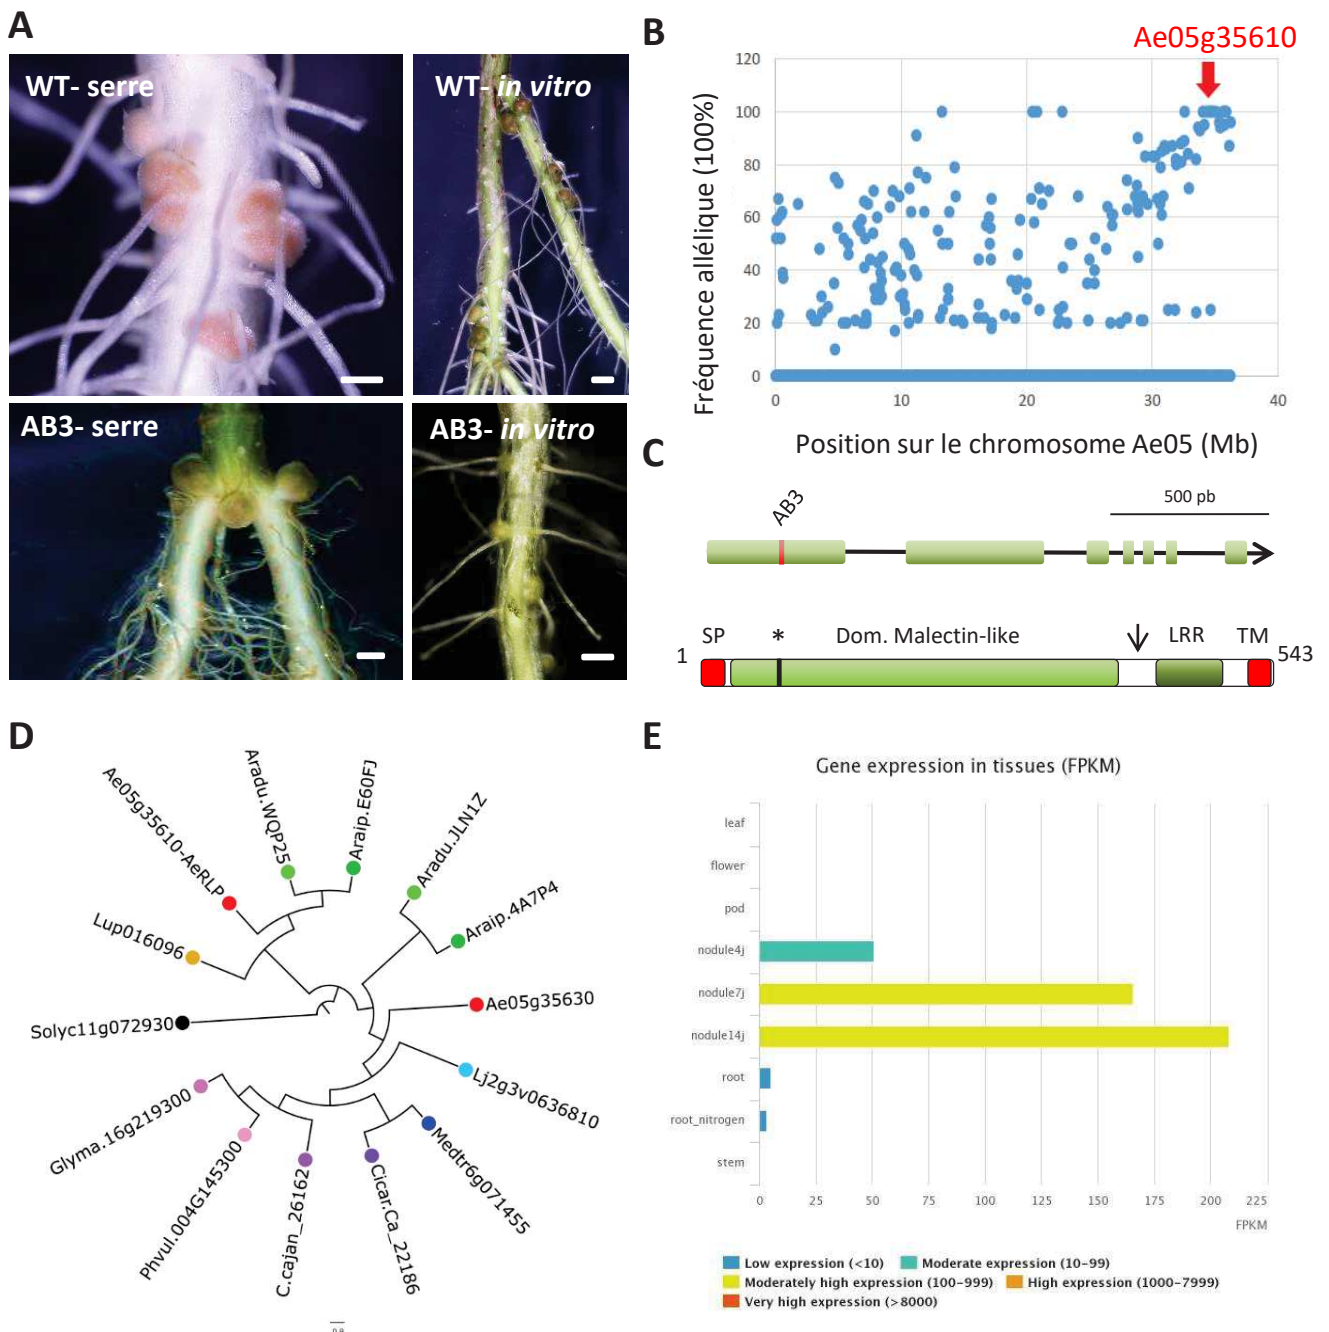 A
WT- serre
WT- in vitro
AB3- serre
AB3- in vitro
B
Ae05g35610
Fréquence allélique (100%)
120
100
80
60
40
20
0
0
10
20
30
40
Position sur le chromosome Ae05 (Mb)
C
AB3
500 pb
SP
*
Dom. Malectin-like
LRR
TM
1
543
D
Ae05g35610-AeRLP
Aradu.WQP25
Araip.E60FJ
Aradu.JLN1Z
Araip.4A7P4
Ae05g35630
Lj2g3v0636810
Medtr6g071455
Cicar.Ca_22186
C.cajan_26162
Phvul.004G145300
Glyma.16g219300
Solyc11g072930
Lup016096
E
Gene expression in tissues (FPKM)
leaf
flower
pod
nodule4j
nodule7j
nodule14j
root
root_nitrogen
stem
0
25
50
75
100
125
150
175
200
225
FPKM
Low expression (<10)
Moderate expression (10-99)
Moderately high expression (100-999)
High expression (1000-7999)
Very high expression (>8000)